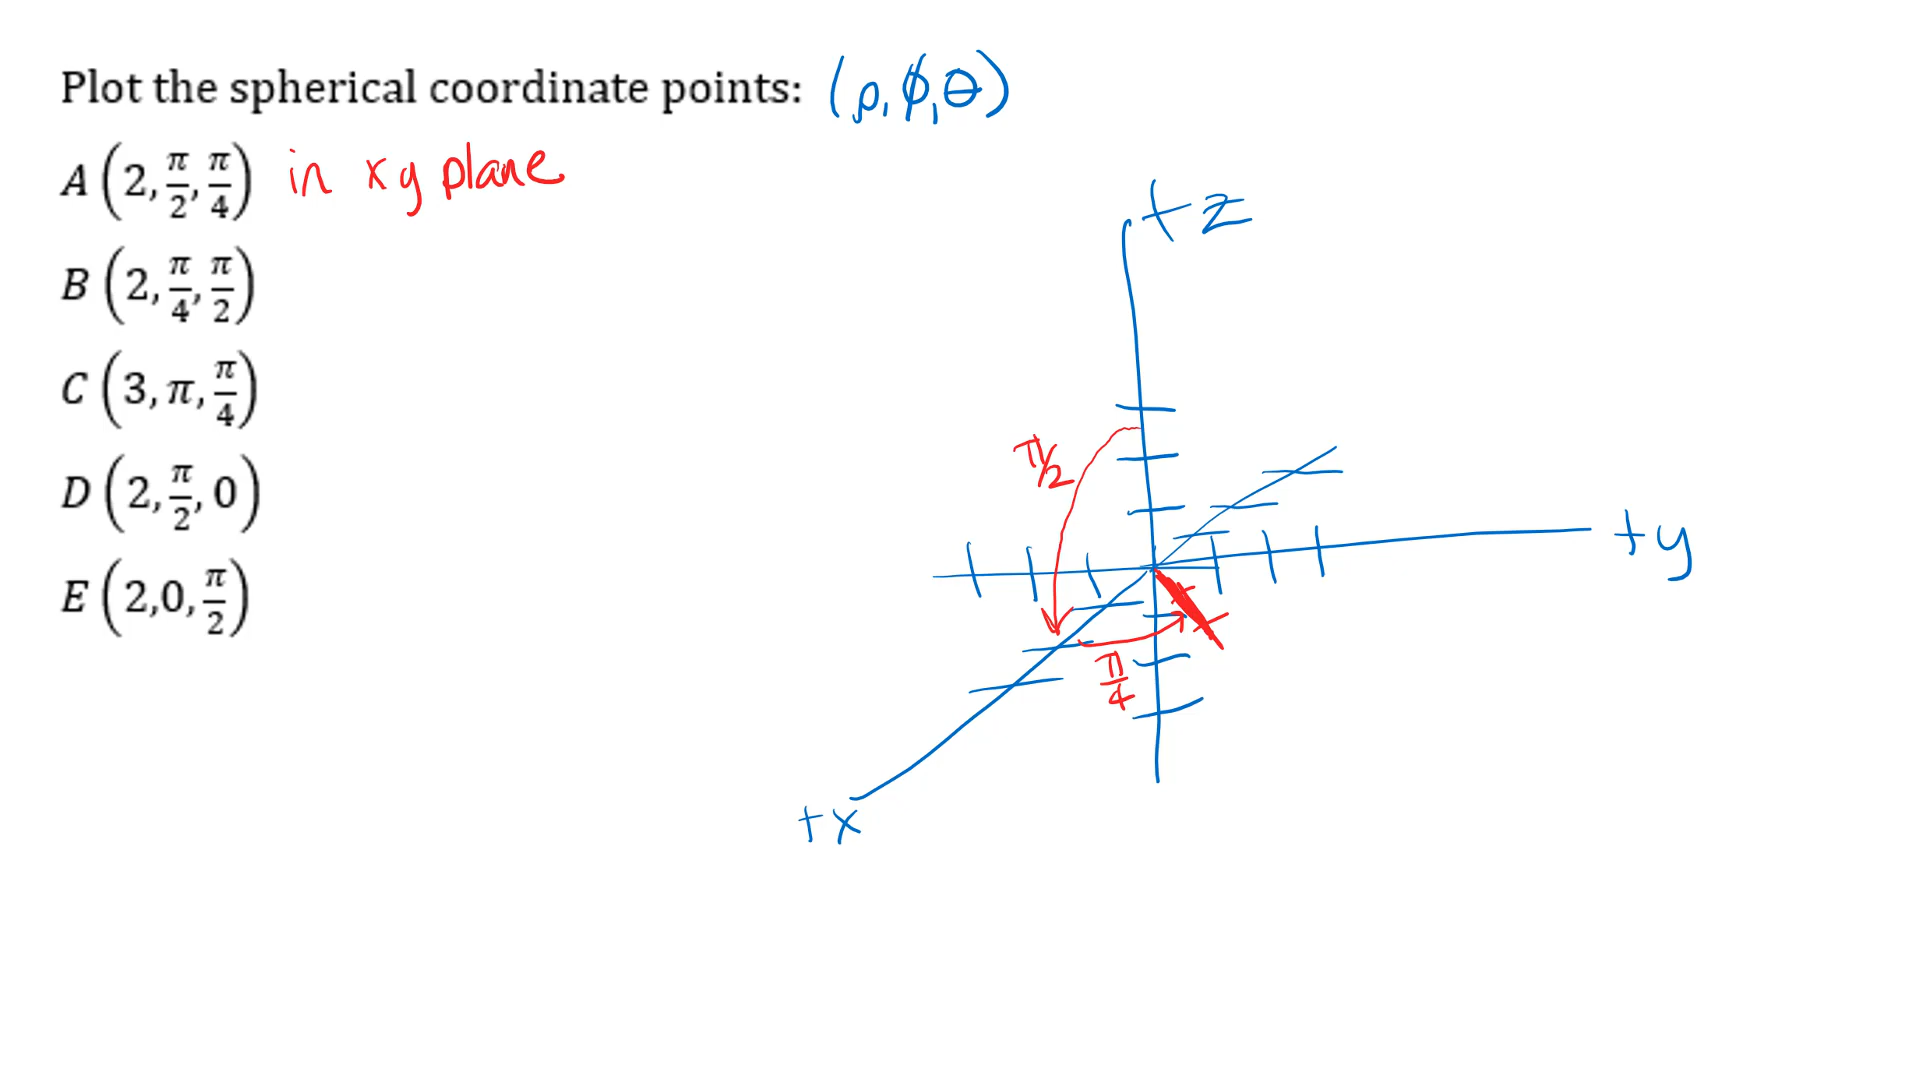 Plot the spherical coordinate points: (ρ, ϕ, θ)
A (2, π/2, π/4) in xy plane
B (2, π/4, π/2)
C (3, π, π/4)
D (2, π/2, 0)
E (2,0, π/2)
+z
π/2
+y
π/4
+x